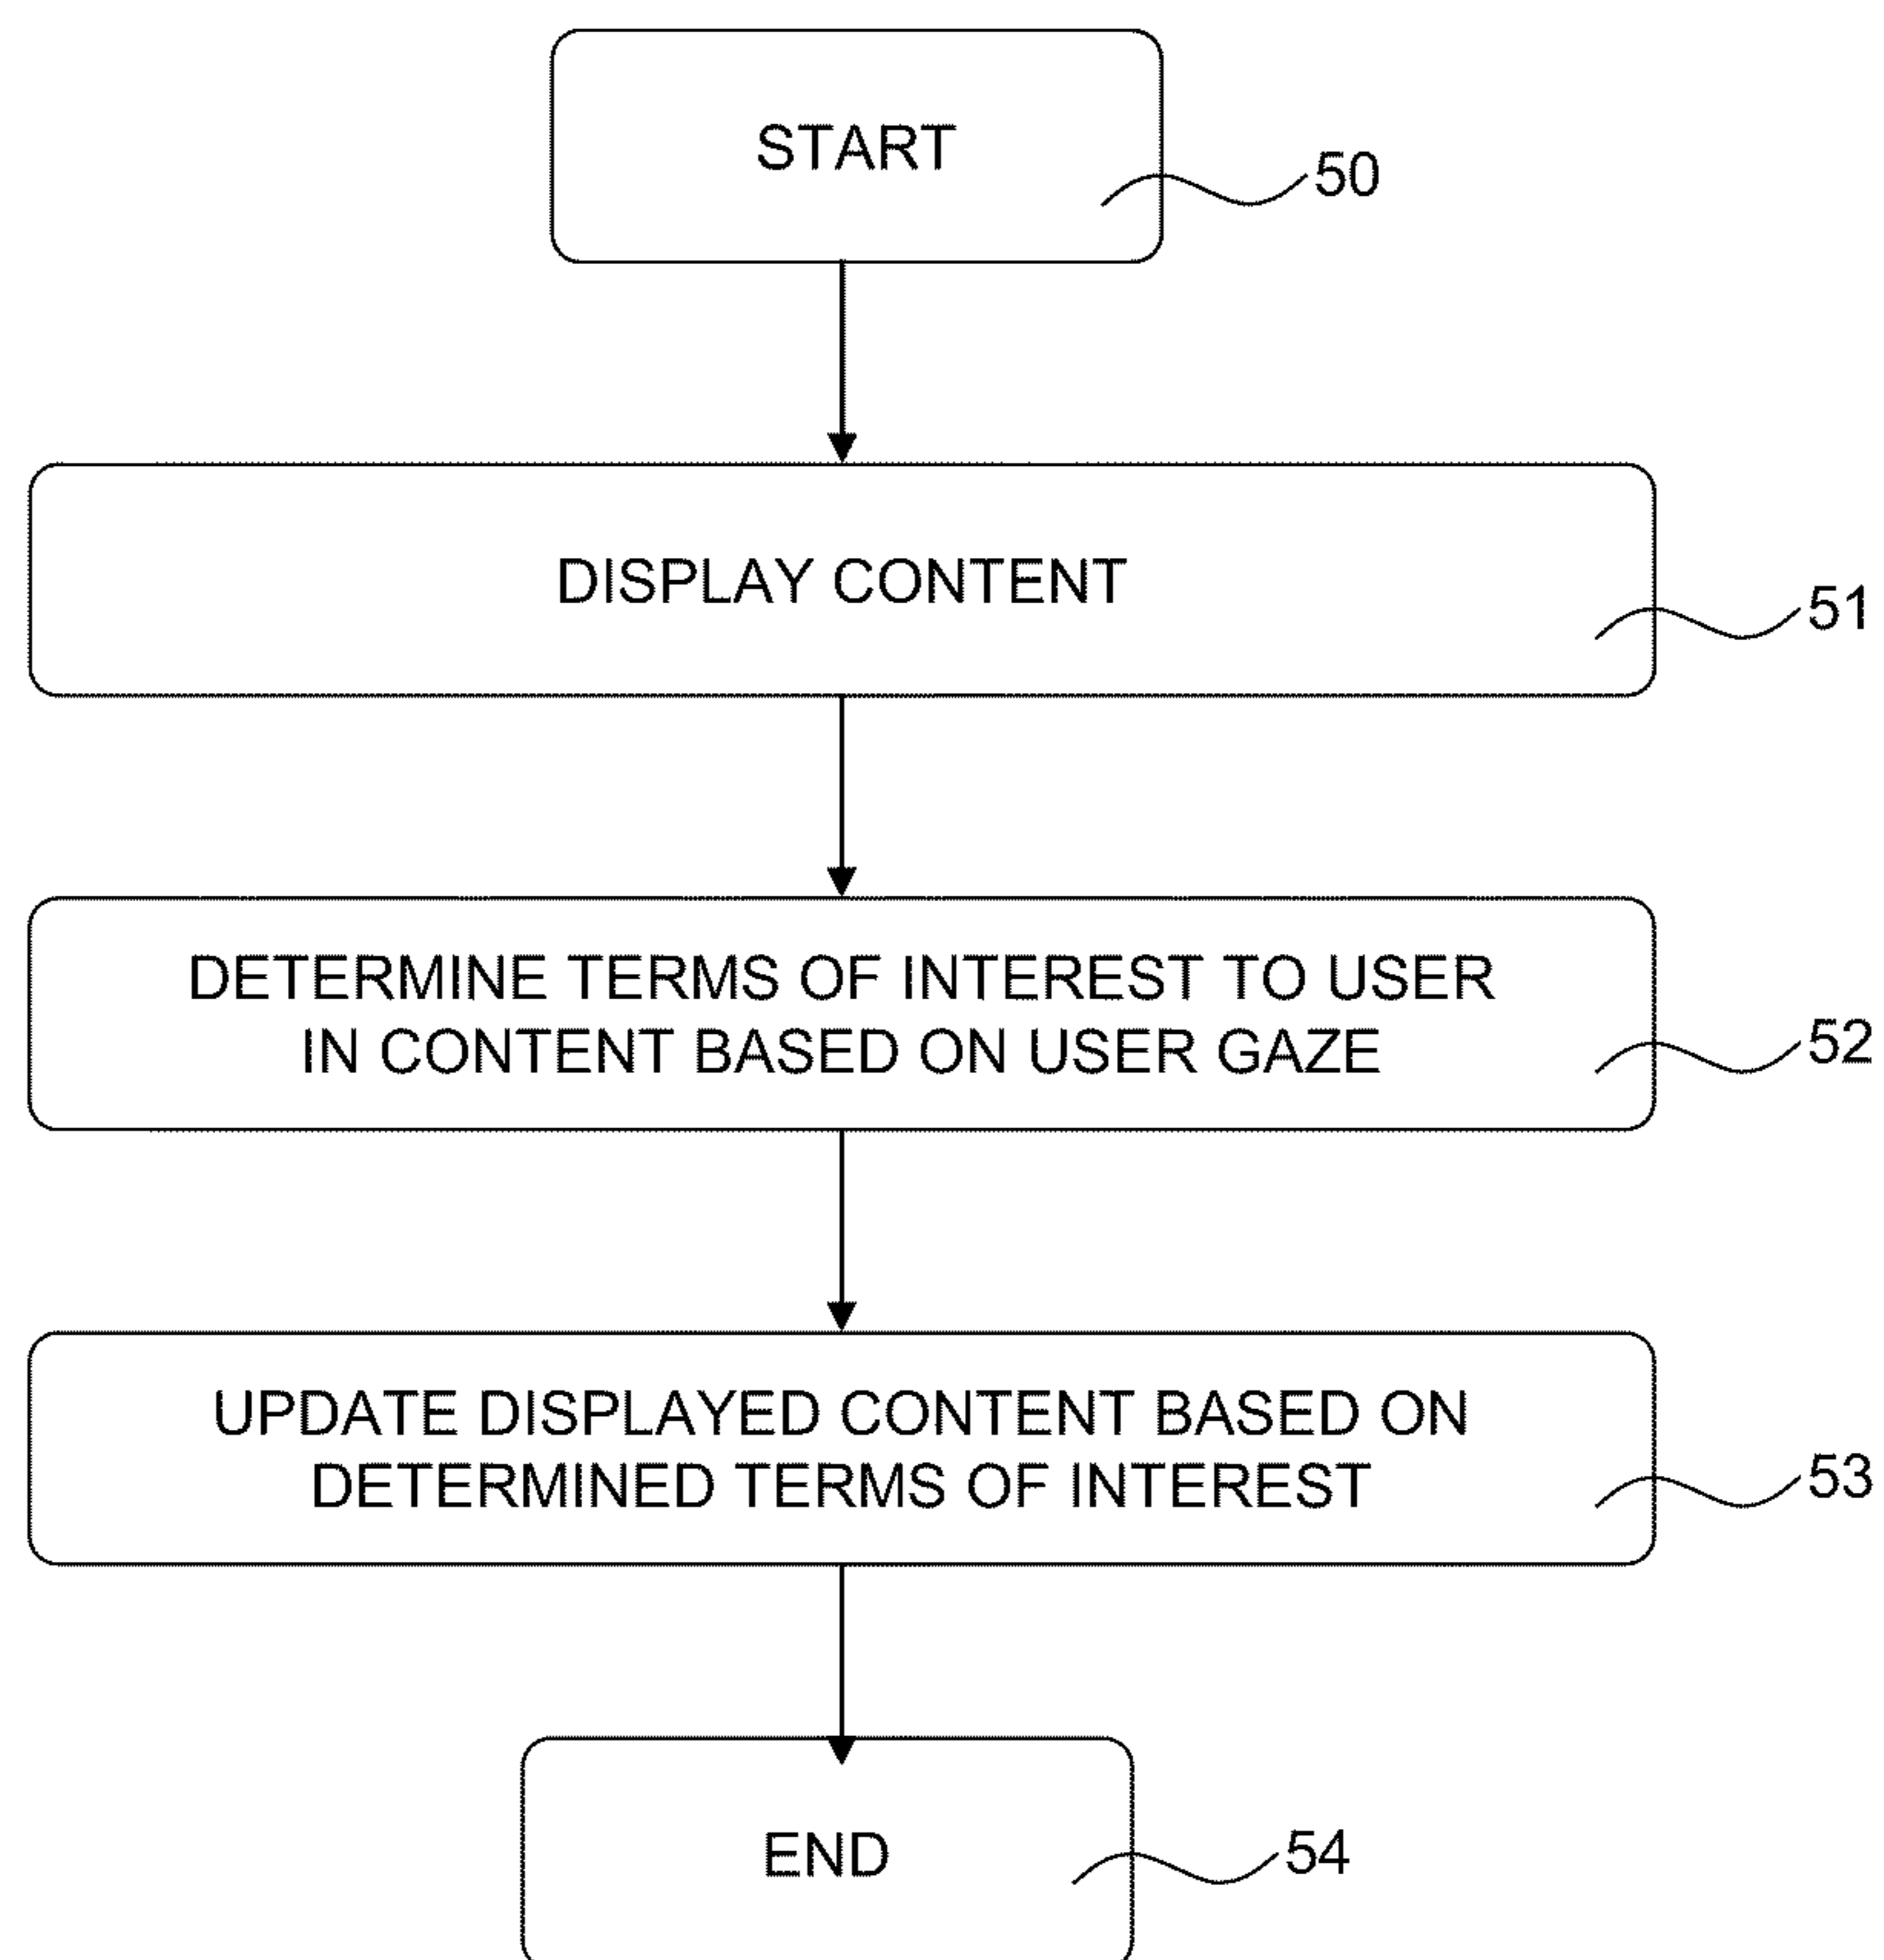 START
50
DISPLAY CONTENT
51
DETERMINE TERMS OF INTEREST TO USER
IN CONTENT BASED ON USER GAZE
52
UPDATE DISPLAYED CONTENT BASED ON
DETERMINED TERMS OF INTEREST
53
END
54